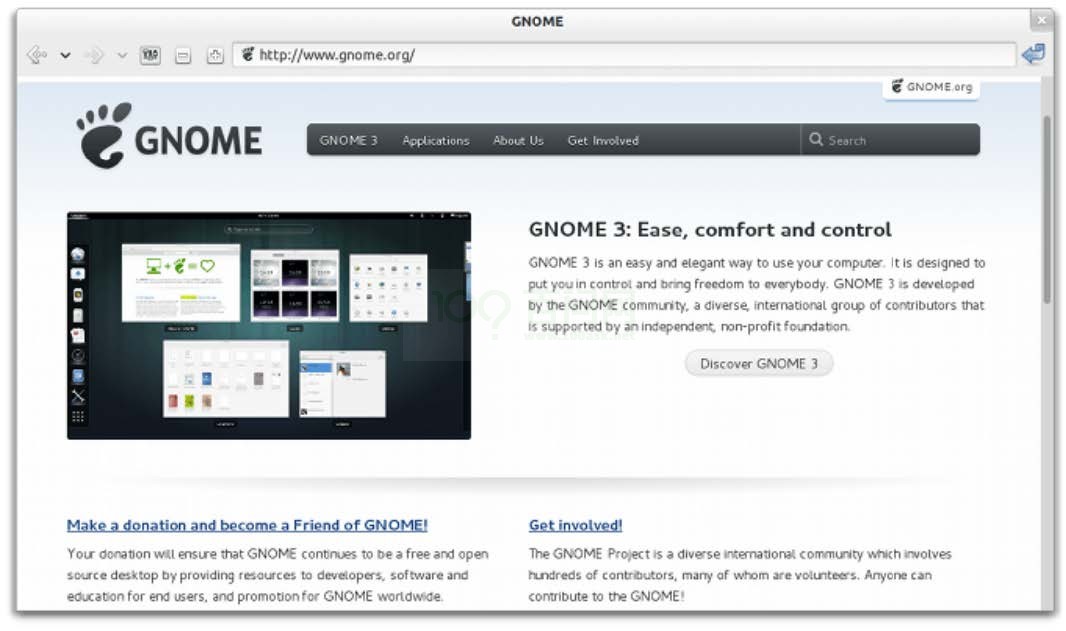 GNOME
http://www.gnome.org/
GNOME.org
GNOME
GNOME 3 Applications About Us Get Involved Search
GNOME 3: Ease, comfort and control
GNOME 3 is an easy and elegant way to use your computer. It is designed to
put you in control and bring freedom to everybody. GNOME 3 is developed
by the GNOME community, a diverse, international group of contributors that
is supported by an independent, non-profit foundation.
Discover GNOME 3
Make a donation and become a Friend of GNOME!
Your donation will ensure that GNOME continues to be a free and open
source desktop by providing resources to developers, software and
education for end users, and promotion for GNOME worldwide.
Get involved!
The GNOME Project is a diverse international community which involves
hundreds of contributors, many of whom are volunteers. Anyone can
contribute to the GNOME!